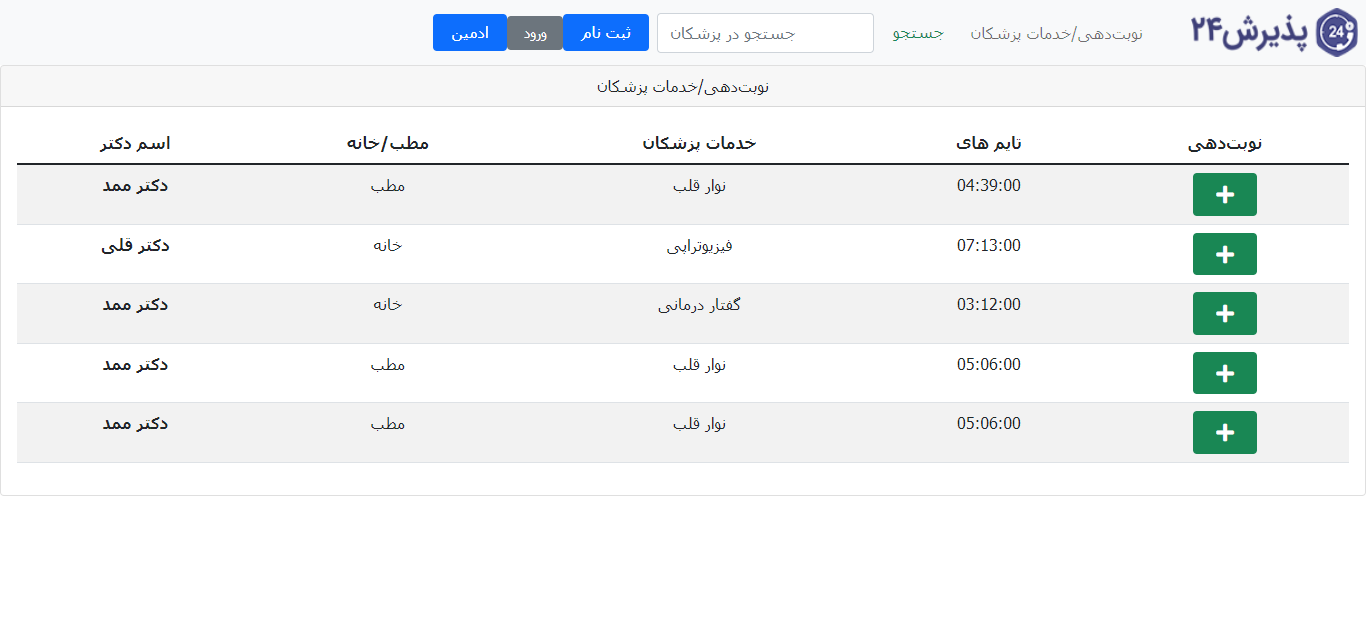 پذیرش۲۴ 24
نوبت‌دهی/خدمات پزشکان
جستجو
جستجو در پزشکان
ثبت نام
ورود
ادمین
نوبت‌دهی/خدمات پزشکان
نوبت‌دهی تایم های خدمات پزشکان مطب/خانه اسم دکتر
+ 04:39:00 نوار قلب مطب دکتر ممد
+ 07:13:00 فیزیوتراپی خانه دکتر قلی
+ 03:12:00 گفتار درمانی خانه دکتر ممد
+ 05:06:00 نوار قلب مطب دکتر ممد
+ 05:06:00 نوار قلب مطب دکتر ممد